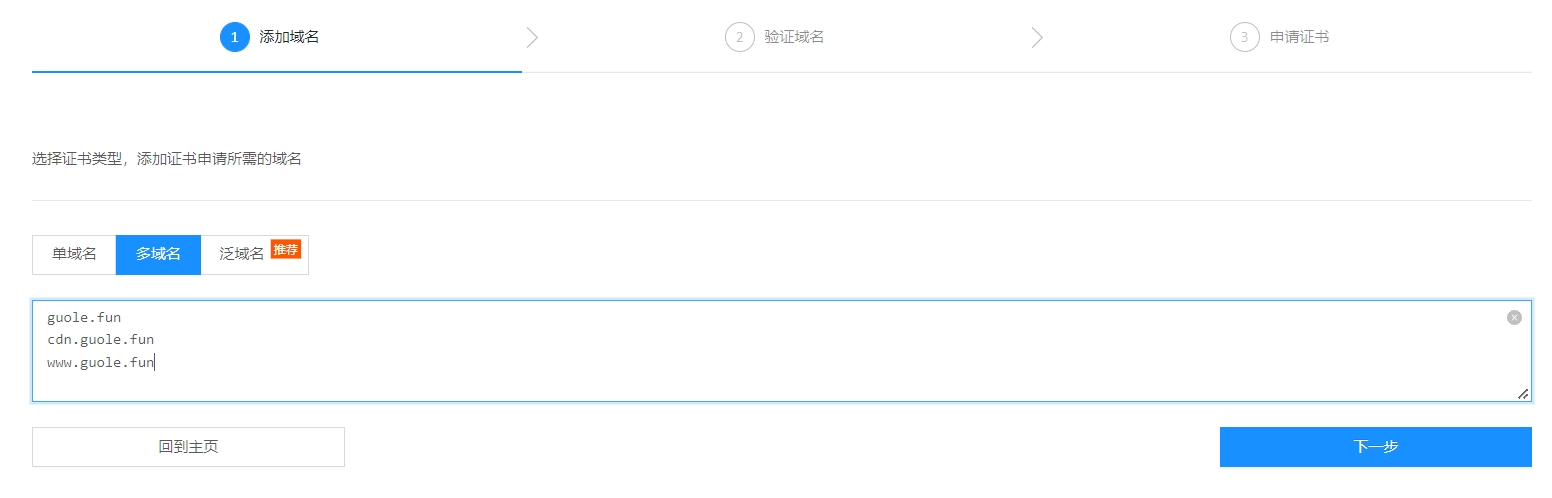 1 添加域名
2 验证域名
3 申请证书
选择证书类型，添加证书申请所需的域名
单域名
多域名
泛域名 推荐
guole.fun
cdn.guole.fun
www.guole.fun
回到主页
下一步